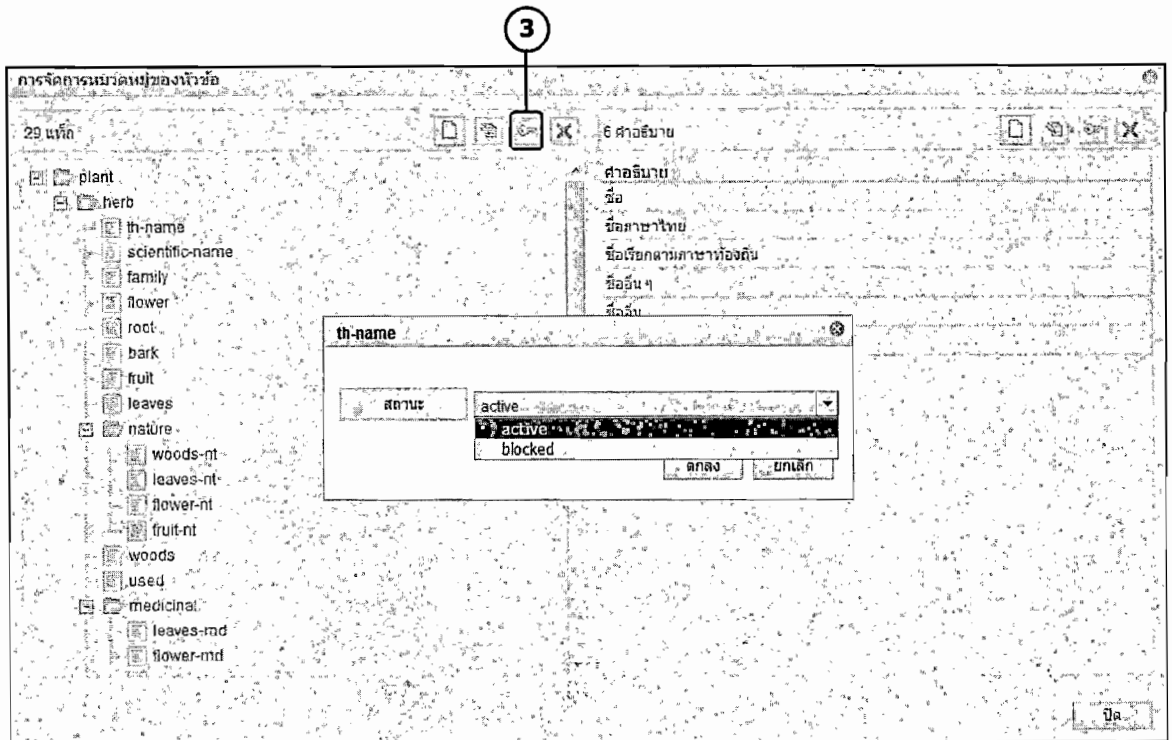 3
การจัดการหมวดหมู่ของหัวข้อ
29 แท็ก
6 คำอธิบาย
plant
herb
th-name
scientific-name
family
flower
root
bark
fruit
leaves
nature
woods-nt
leaves-nt
flower-nt
fruit-nt
woods
used
medicinal
leaves-md
flower-md
คำอธิบาย
ชื่อ
ชื่อภาษาไทย
ชื่อเรียกตามภาษาท้องถิ่น
ชื่ออื่น ๆ
ชื่ออื่น
th-name
สถานะ
active
active
blocked
ตกลง
ยกเลิก
ปิด